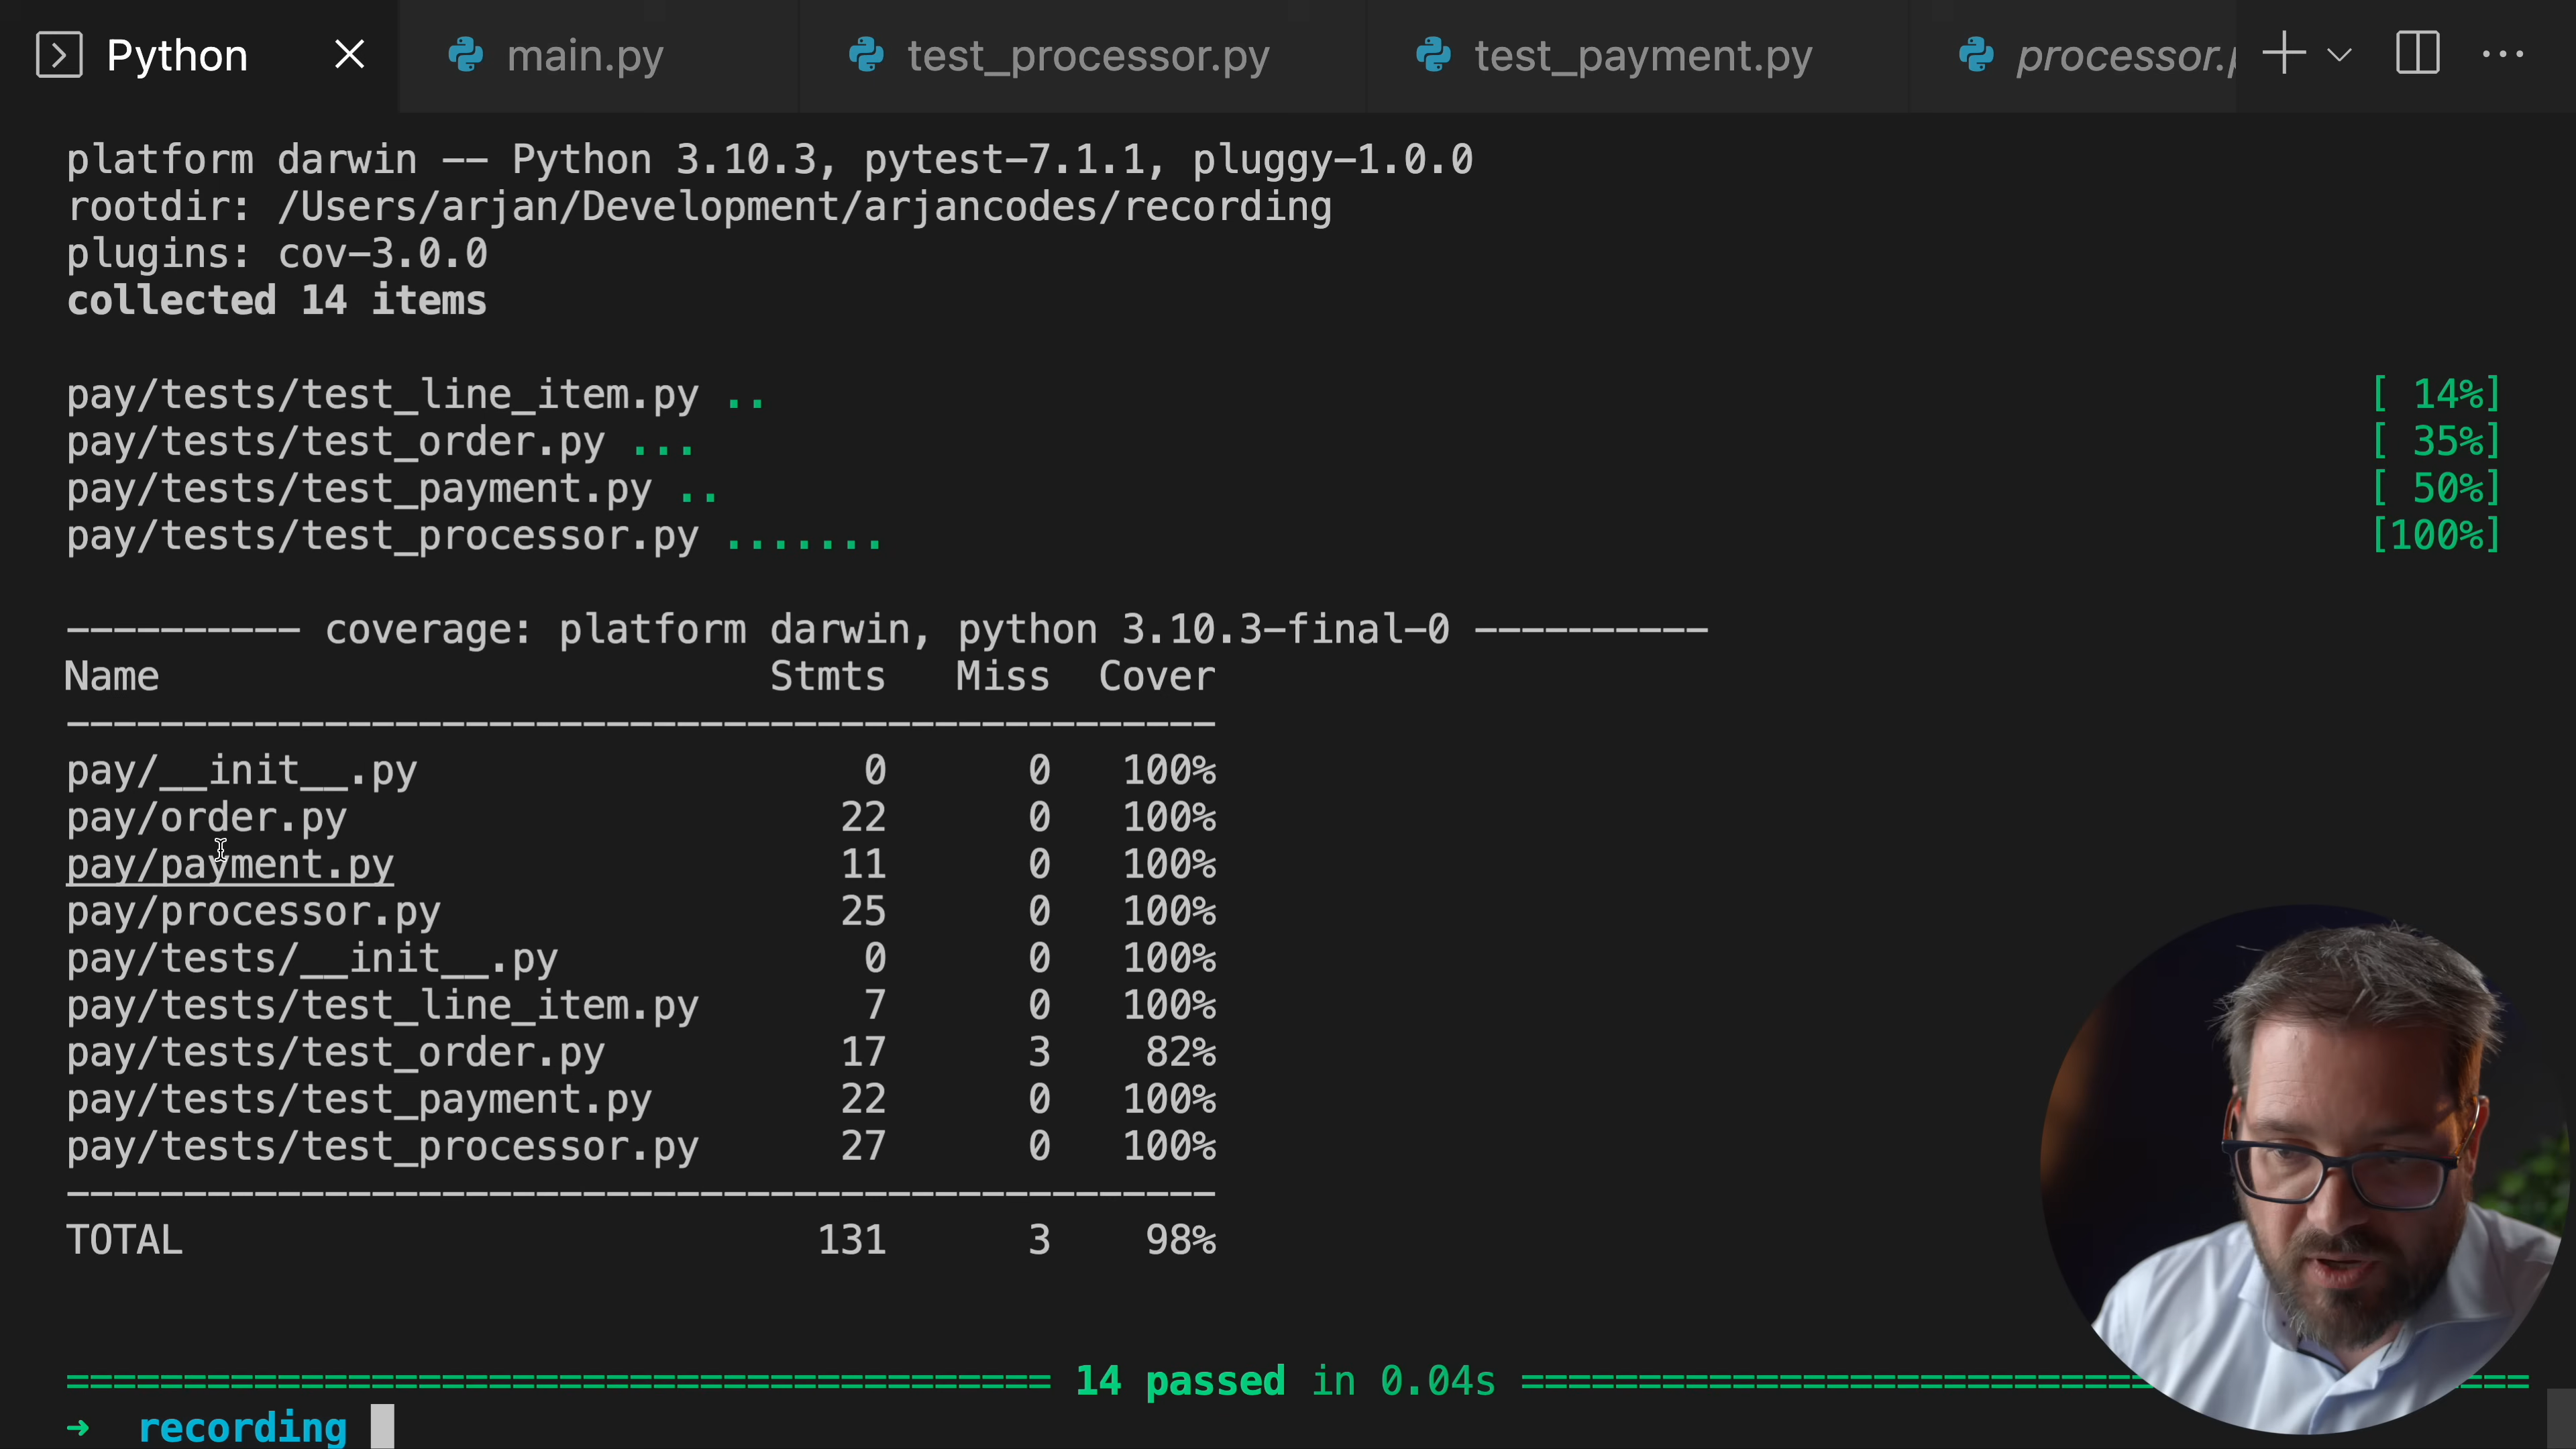 Python
main.py
test_processor.py
test_payment.py
processor.p
platform darwin -- Python 3.10.3, pytest-7.1.1, pluggy-1.0.0
rootdir: /Users/arjan/Development/arjancodes/recording
plugins: cov-3.0.0
collected 14 items
pay/tests/test_line_item.py .. [ 14%]
pay/tests/test_order.py ... [ 35%]
pay/tests/test_payment.py .. [ 50%]
pay/tests/test_processor.py ....... [100%]
---------- coverage: platform darwin, python 3.10.3-final-0 ----------
Name Stmts Miss Cover
-------------------------------------------------
pay/__init__.py 0 0 100%
pay/order.py 22 0 100%
pay/payment.py 11 0 100%
pay/processor.py 25 0 100%
pay/tests/__init__.py 0 0 100%
pay/tests/test_line_item.py 7 0 100%
pay/tests/test_order.py 17 3 82%
pay/tests/test_payment.py 22 0 100%
pay/tests/test_processor.py 27 0 100%
-------------------------------------------------
TOTAL 131 3 98%
========================================== 14 passed in 0.04s ==========================================
➜ recording